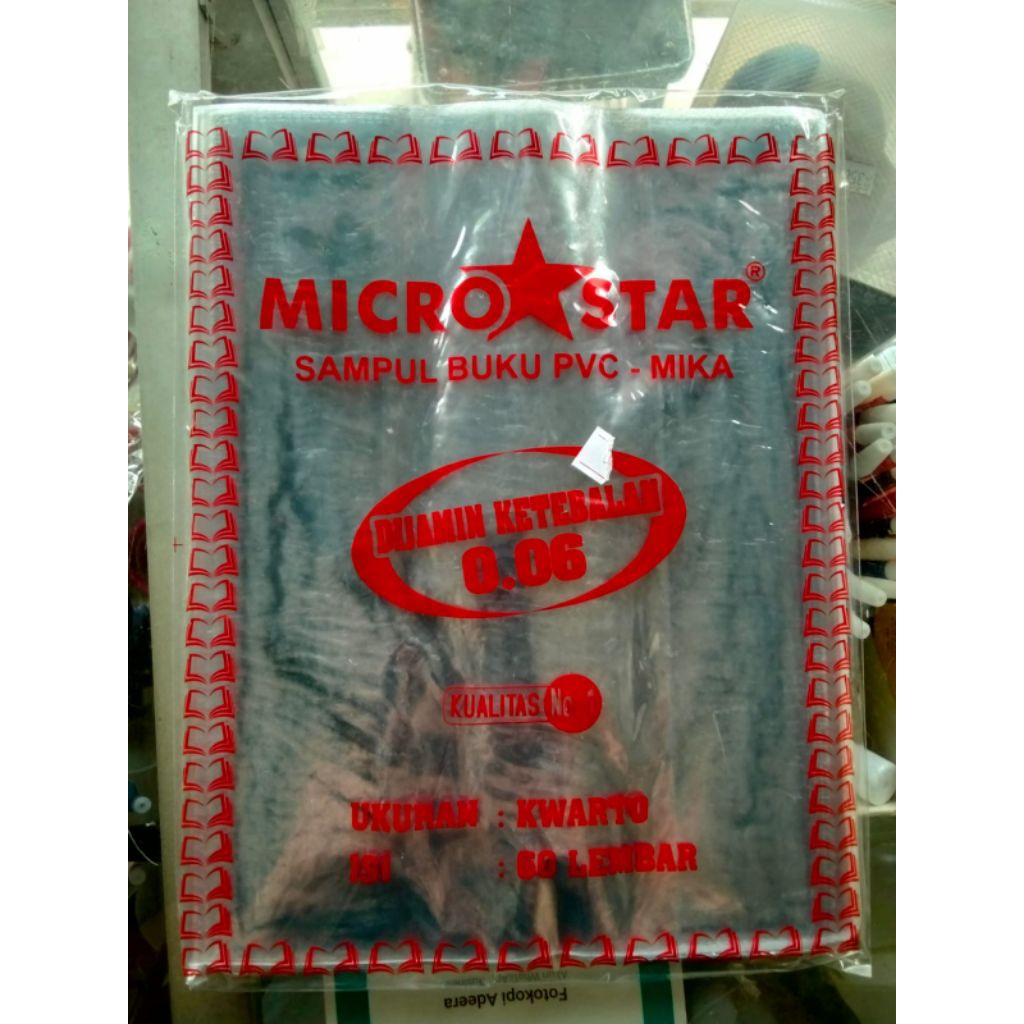 MICRO STAR ®
SAMPUL BUKU PVC - MIKA
DIJAMIN KETEBALAN
0.06
KUALITAS No
UKURAN : KWARTO
ISI : 60 LEMBAR
Fotokopi Adeera